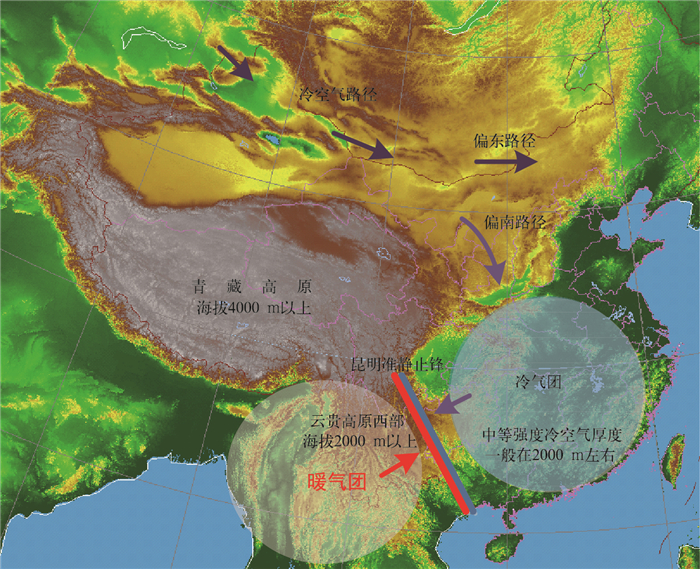 冷空气路径
偏东路径
偏南路径
青藏高原
海拔4000 m以上
昆明准静止锋
冷气团
云贵高原西部
海拔2000 m以上
中等强度冷空气厚度
一般在2000 m左右
暖气团